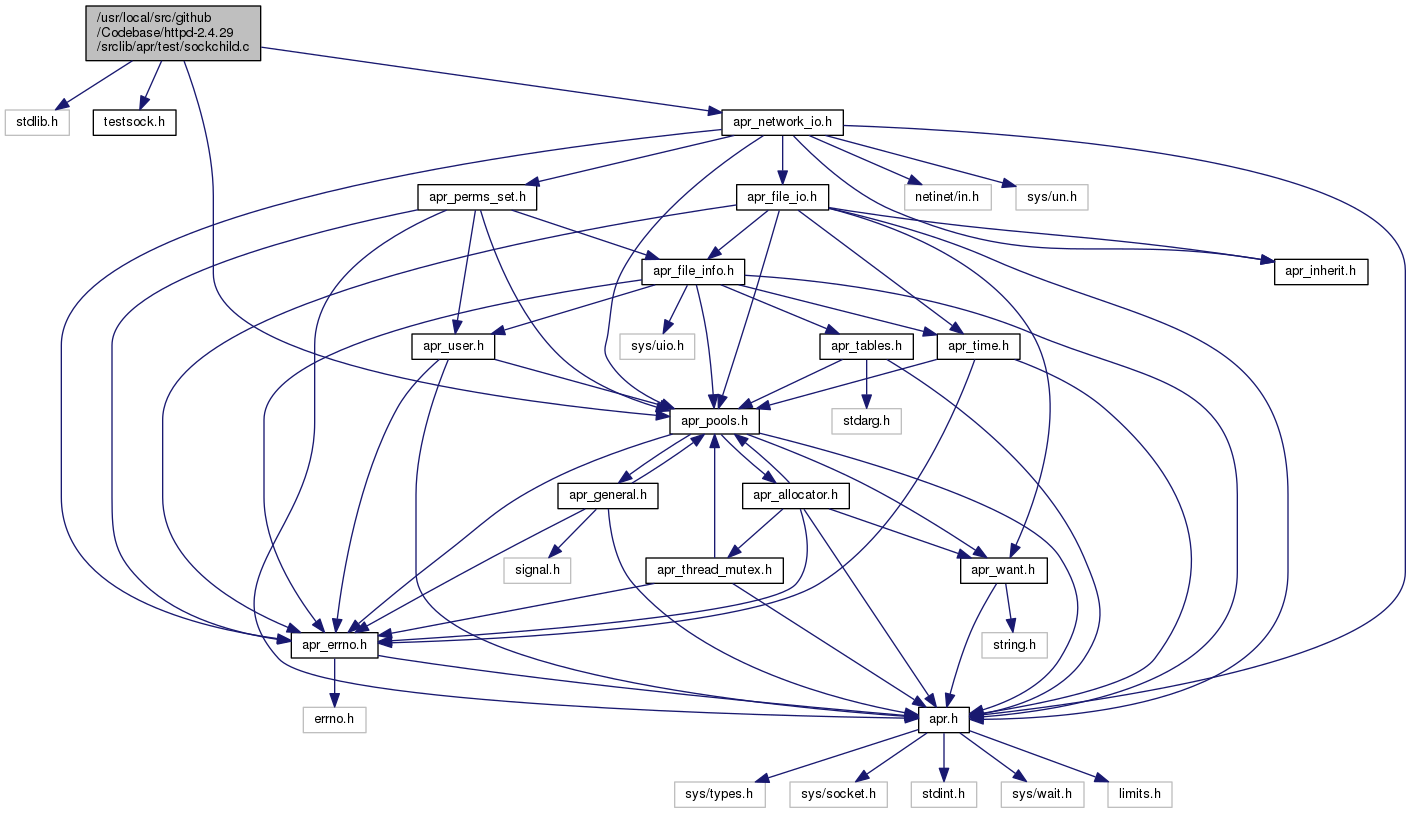 /usr/local/src/github
/Codebase/httpd-2.4.29
/srclib/apr/test/sockchild.c
stdlib.h
testsock.h
apr_network_io.h
apr_perms_set.h
apr_file_io.h
netinet/in.h
sys/un.h
apr_file_info.h
apr_inherit.h
apr_user.h
sys/uio.h
apr_tables.h
apr_time.h
apr_pools.h
stdarg.h
apr_general.h
apr_allocator.h
signal.h
apr_thread_mutex.h
apr_want.h
apr_errno.h
string.h
errno.h
apr.h
sys/types.h
sys/socket.h
stdint.h
sys/wait.h
limits.h